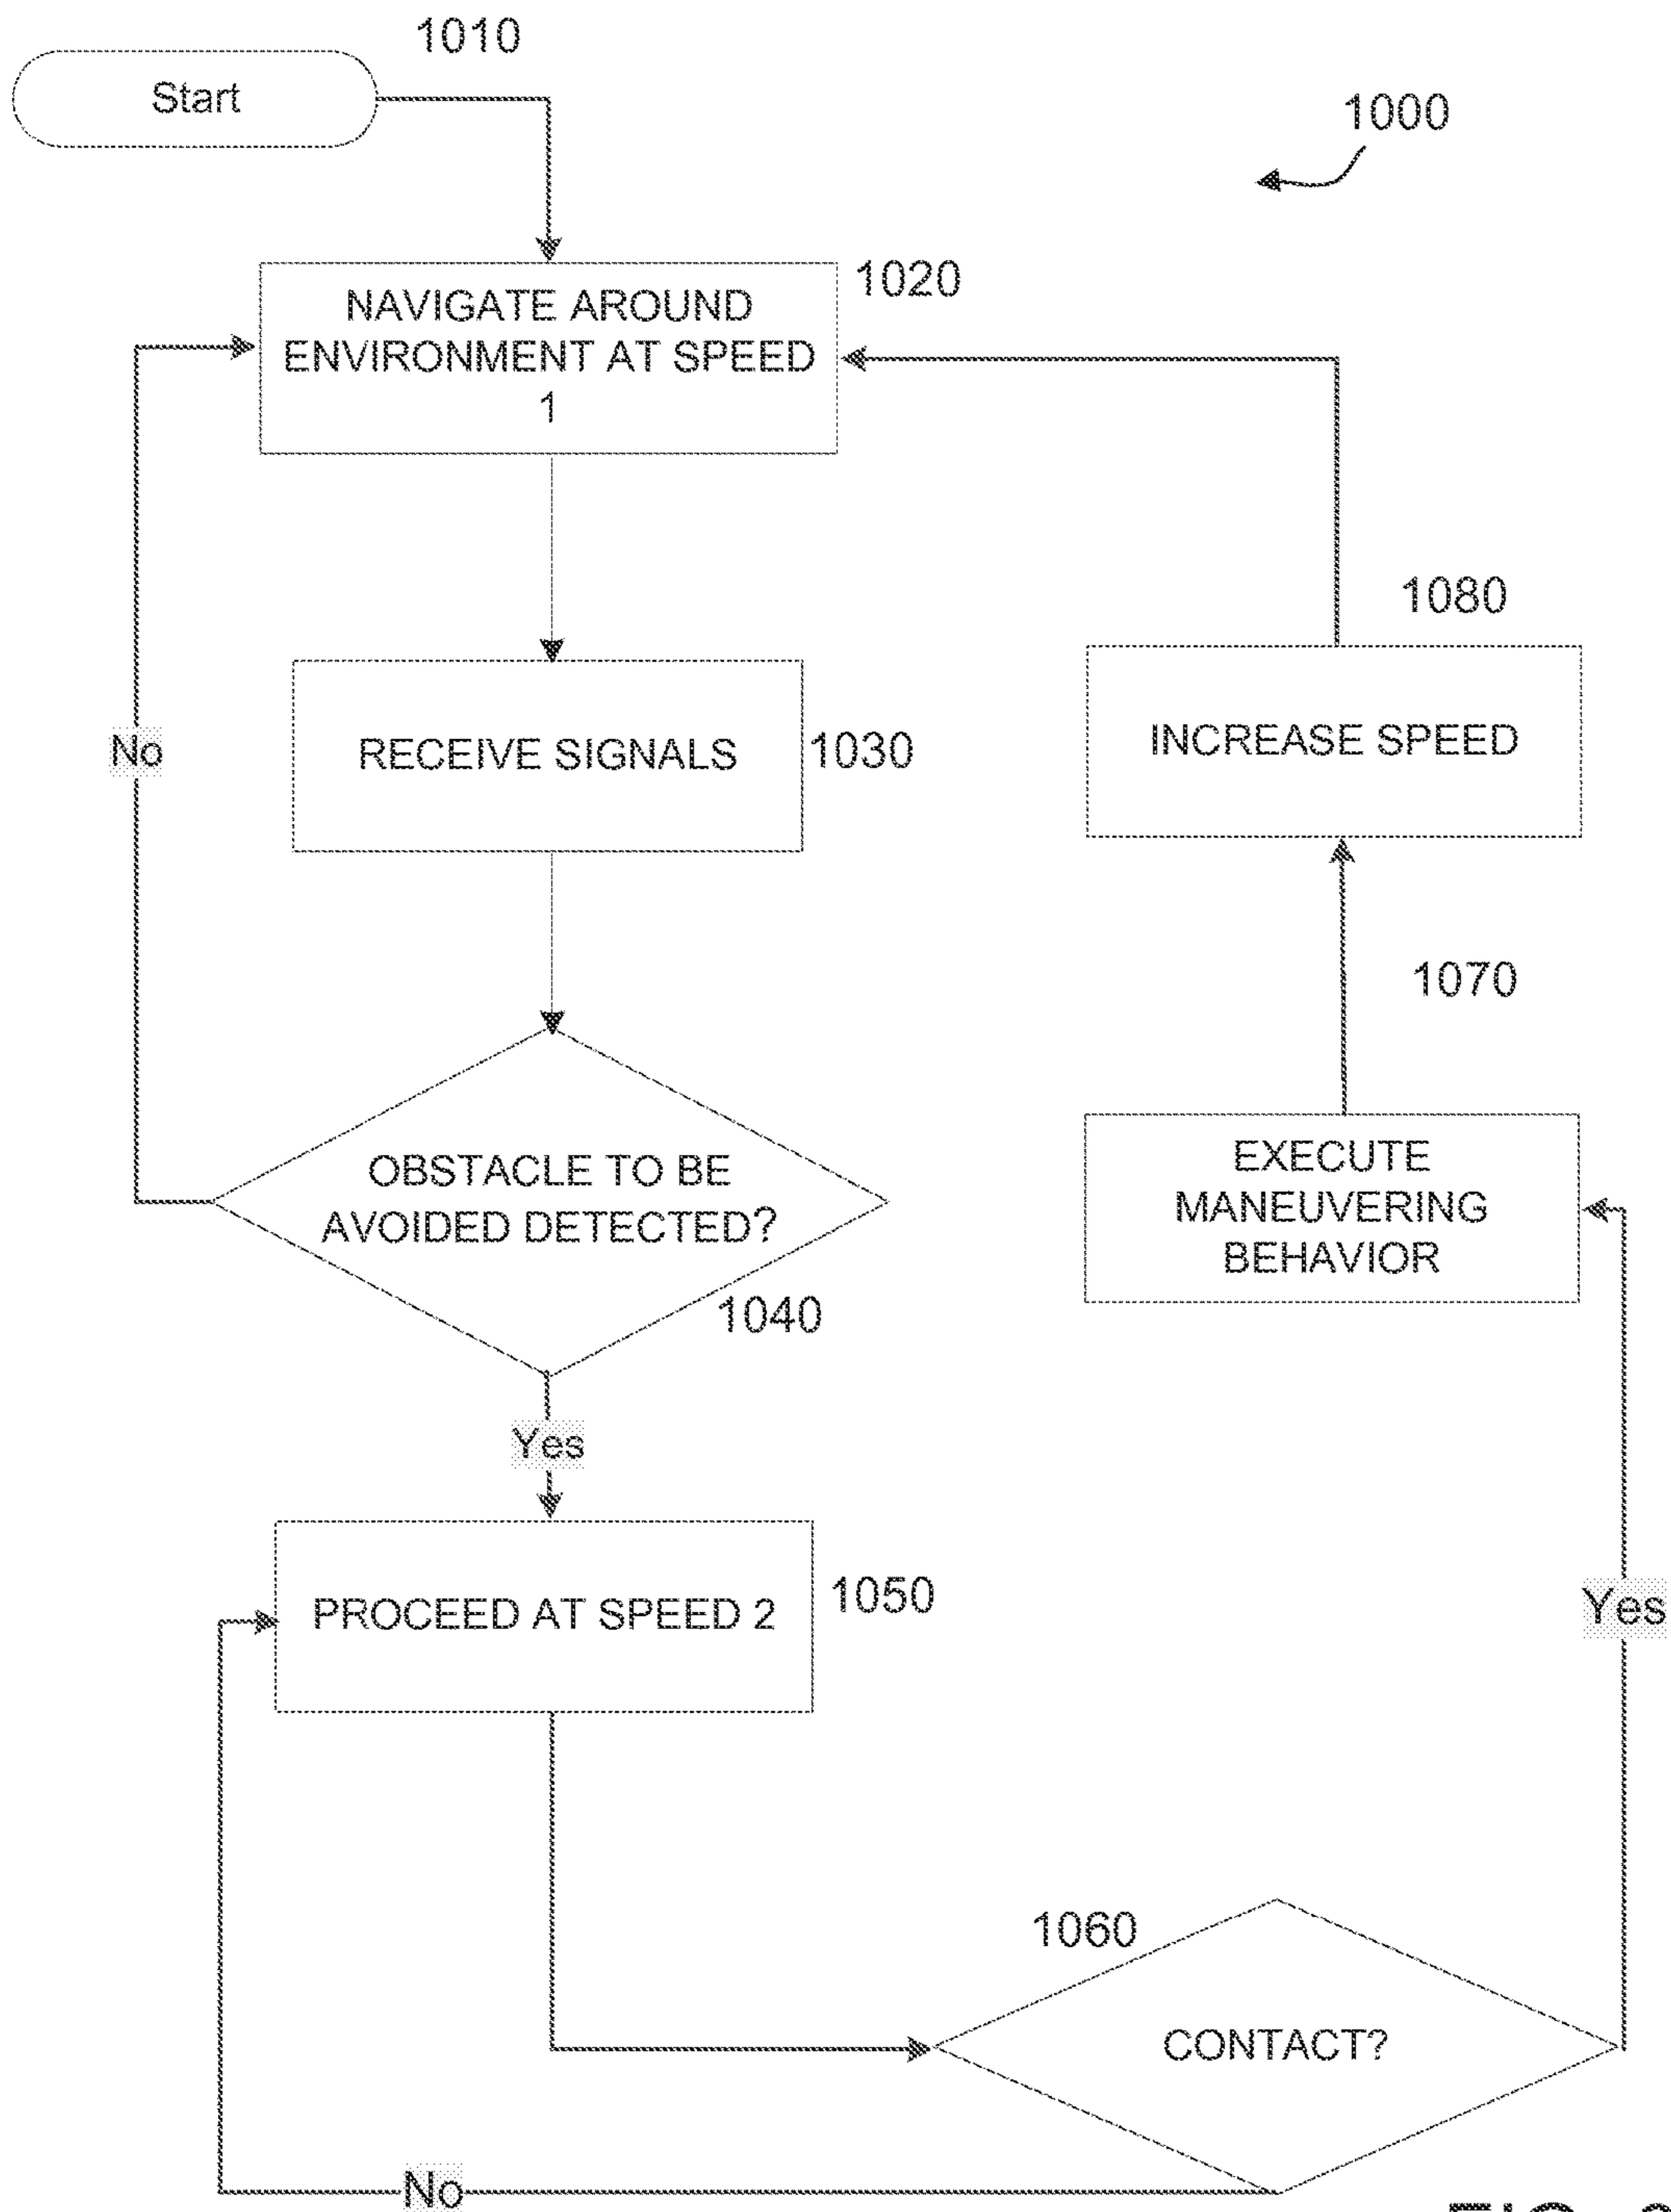 1010
Start
1000
1020
NAVIGATE AROUND
ENVIRONMENT AT SPEED
1
1080
No
RECEIVE SIGNALS
1030
INCREASE SPEED
1070
OBSTACLE TO BE
AVOIDED DETECTED?
EXECUTE
MANEUVERING
BEHAVIOR
1040
Yes
PROCEED AT SPEED 2
1050
Yes
1060
CONTACT?
No